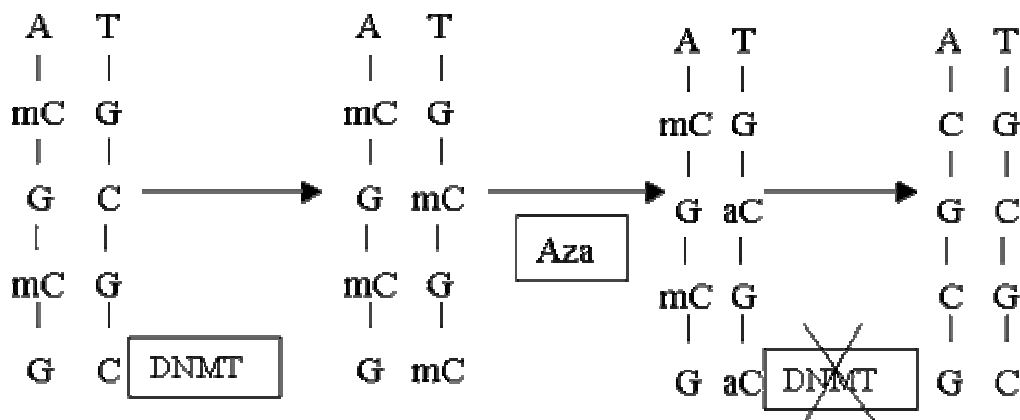 A T A T A T A T
mC G mC G mC G C G
G C G mC G aC G C
Aza
mC G mC G mC G C G
G C DNMT G mC G aC DNMT G C